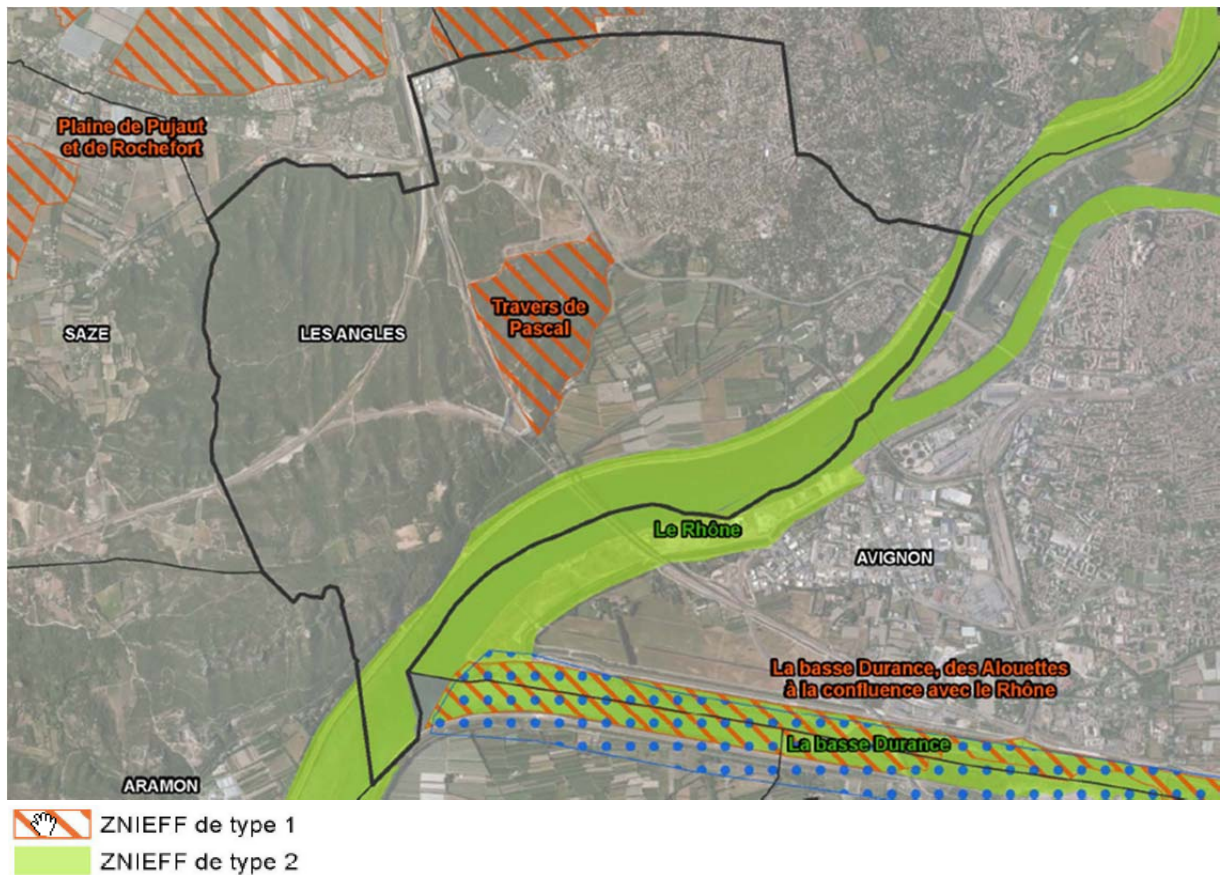 Plaine de Pujaut
et de Rochefort
Travers de
Pascal
SAZE
LES ANGLES
Le Rhône
AVIGNON
La basse Durance, des Alouettes
à la confluence avec le Rhône
La basse Durance
ARAMON
ZNIEFF de type 1
ZNIEFF de type 2